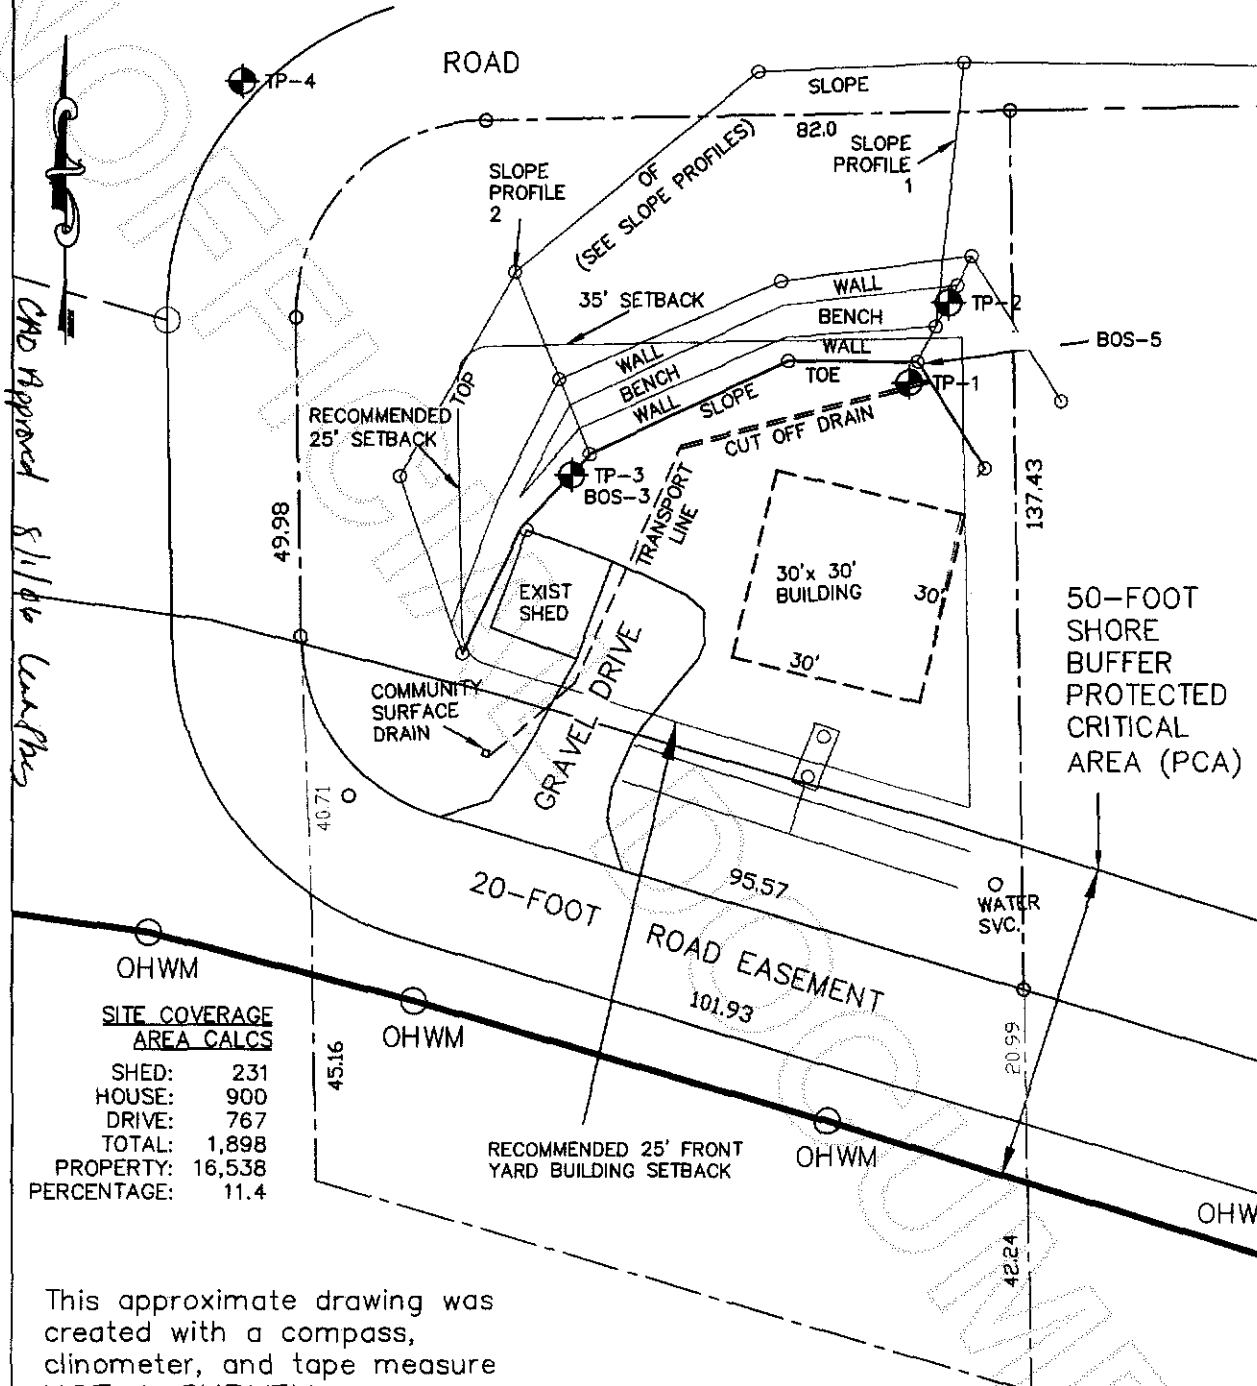 ROAD
TP-4
SLOPE
82.0
SLOPE
PROFILE
1
SLOPE
PROFILE
2
OF
(SEE SLOPE PROFILES)
35' SETBACK
WALL
BENCH
WALL
TP-2
BOS-5
WALL
BENCH
WALL
SLOPE
TOE
TP-1
TOP
RECOMMENDED
25' SETBACK
CUT OFF DRAIN
TP-3
BOS-3
TRANSPORT
LINE
49.98
137.43
EXIST
SHED
30'x 30'
BUILDING
30'
30'
50-FOOT
SHORE
BUFFER
PROTECTED
CRITICAL
AREA (PCA)
CAO Approved 8/1/06
COMMUNITY
SURFACE
DRAIN
GRAVEL DRIVE
40.71
20-FOOT ROAD EASEMENT
95.57
101.93
WATER
SVC.
20.99
OHWM
OHWM
OHWM
OHW
45.16
42.24
SITE COVERAGE
AREA CALCS
SHED: 231
HOUSE: 900
DRIVE: 767
TOTAL: 1,898
PROPERTY: 16,538
PERCENTAGE: 11.4
RECOMMENDED 25' FRONT
YARD BUILDING SETBACK
This approximate drawing was
created with a compass,
clinometer, and tape measure